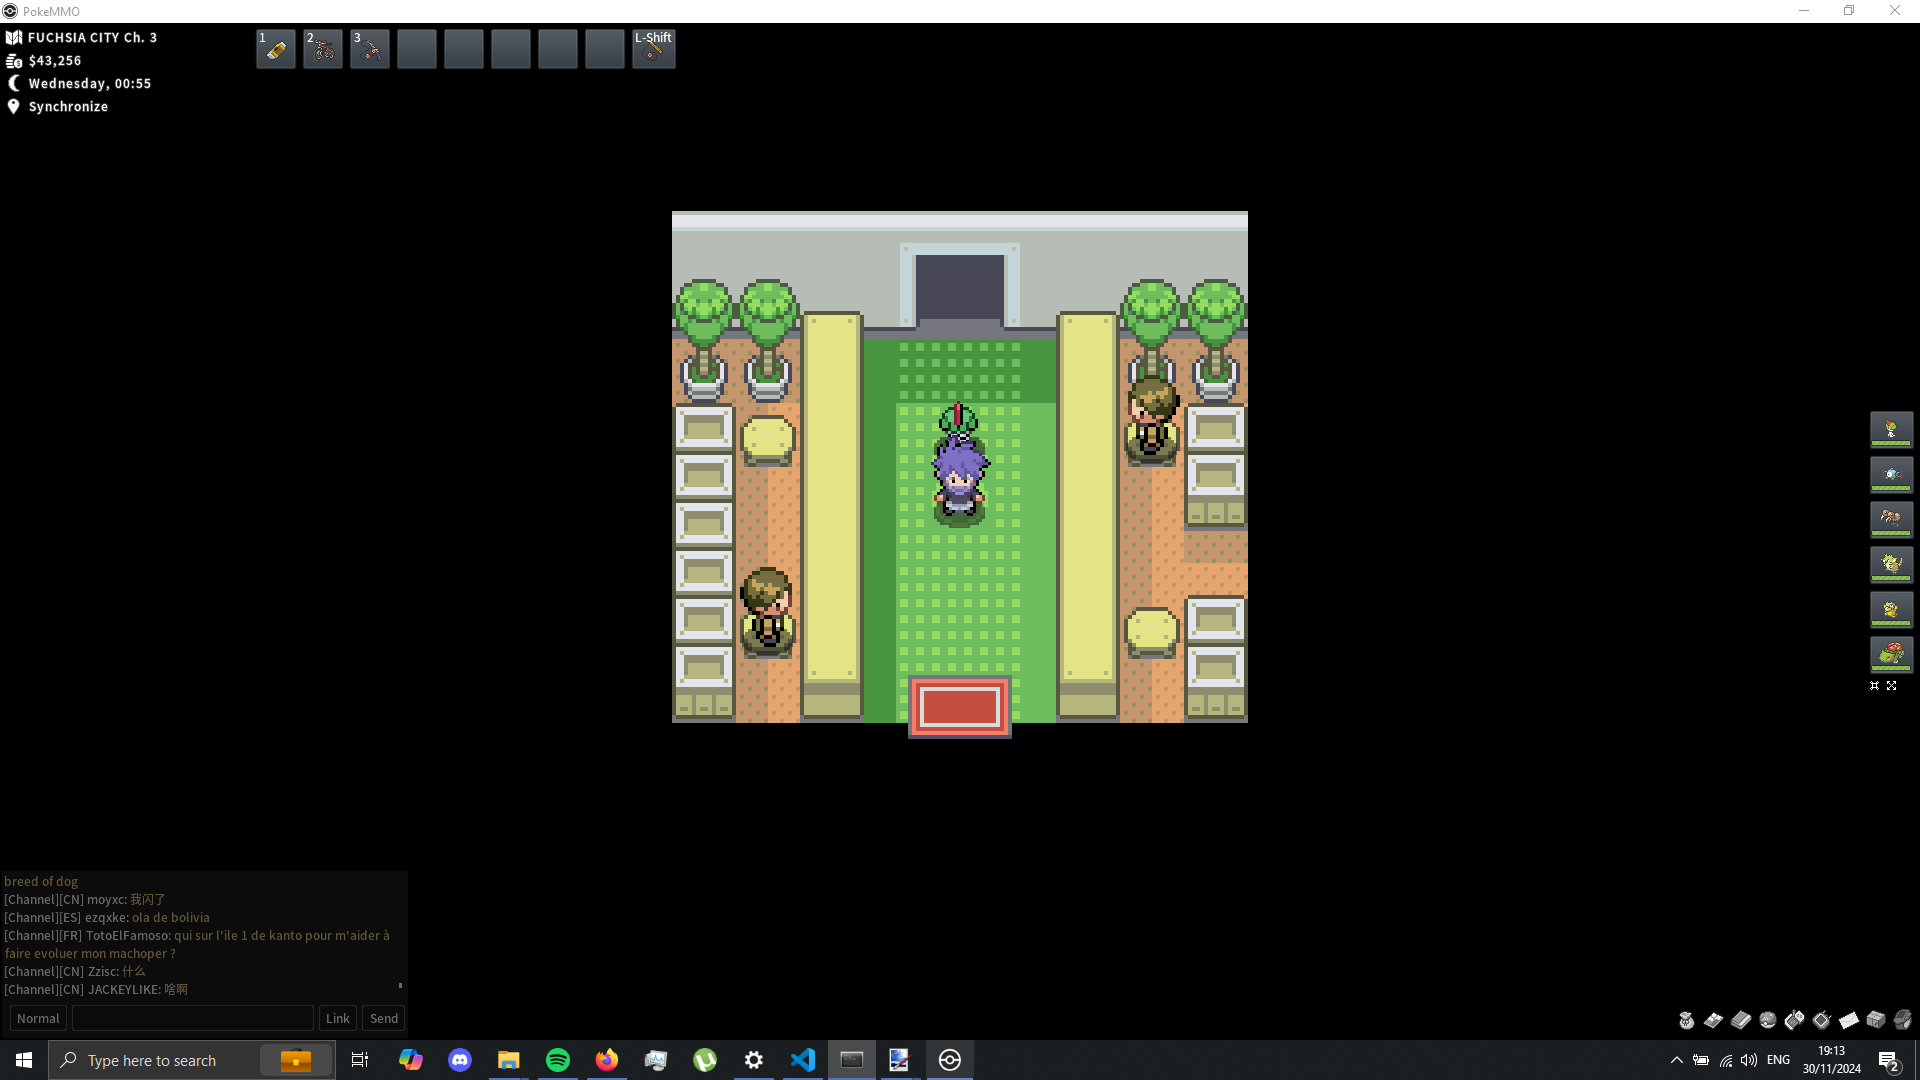 PokeMMO
FUCHSIA CITY Ch. 3
$43,256
Wednesday, 00:55
Synchronize
1
2
3
L-Shift
breed of dog
[Channel][CN] moyxc: 我闪了
[Channel][ES] ezqxke: ola de bolivia
[Channel][FR] TotoElFamoso: qui sur l'ile 1 de kanto pour m'aider à
faire evoluer mon machoper ?
[Channel][CN] Zzisc: 什么
[Channel][CN] JACKEYLIKE: 啥啊
Normal
Link
Send
Type here to search
ENG
19:13
30/11/2024
2